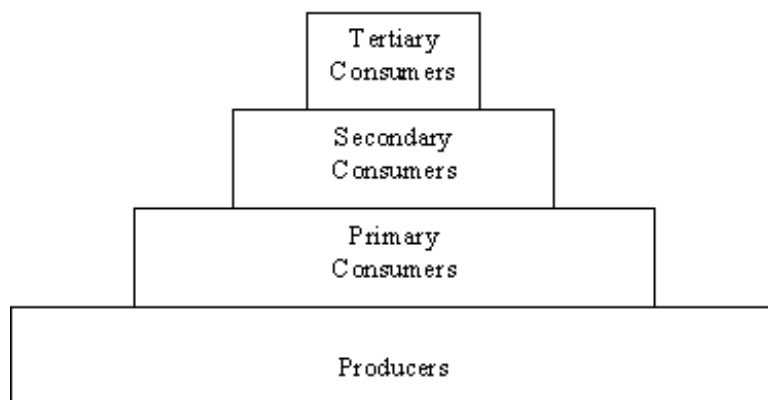 Tertiary
Consumers
Secondary
Consumers
Primary
Consumers
Producers